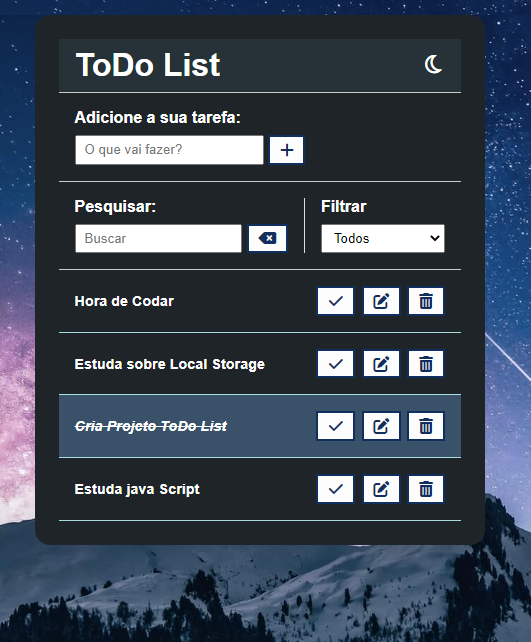 ToDo List
Adicione a sua tarefa:
O que vai fazer?
Pesquisar:
Filtrar
Buscar
Todos
Hora de Codar
Estuda sobre Local Storage
Cria Projeto ToDo List
Estuda java Script